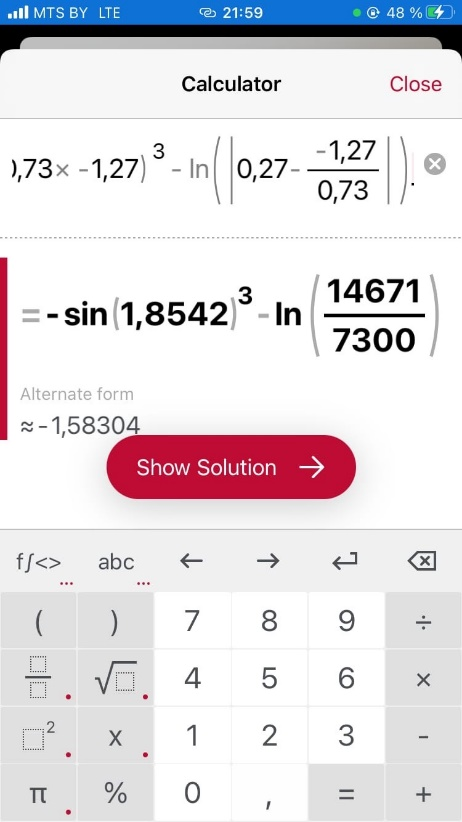 MTS BY LTE 21:59 48 %
Calculator Close
),73× -1,27)³ - ln(|0,27- -1,27/0,73|).
=-sin(1,8542)³-ln(14671/7300)
Alternate form
≈-1,58304
Show Solution →
f∫<> abc ← → ↵ ⌫
( ) 7 8 9 ÷
√ 4 5 6 ×
2 x 1 2 3 -
π % 0 , = +